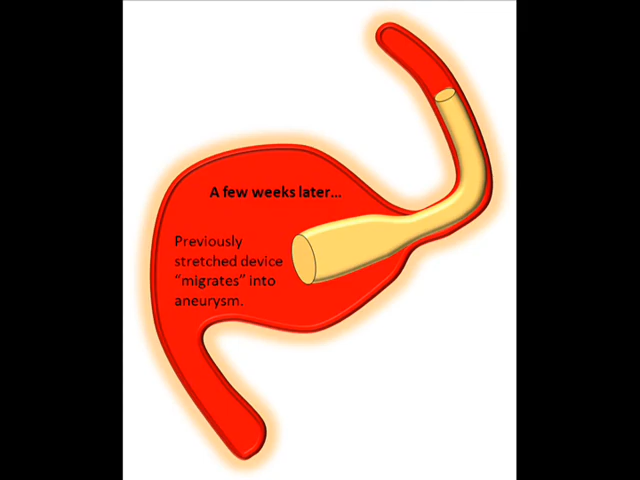 A few weeks later…
Previously
stretched device
“migrates” into
aneurysm.